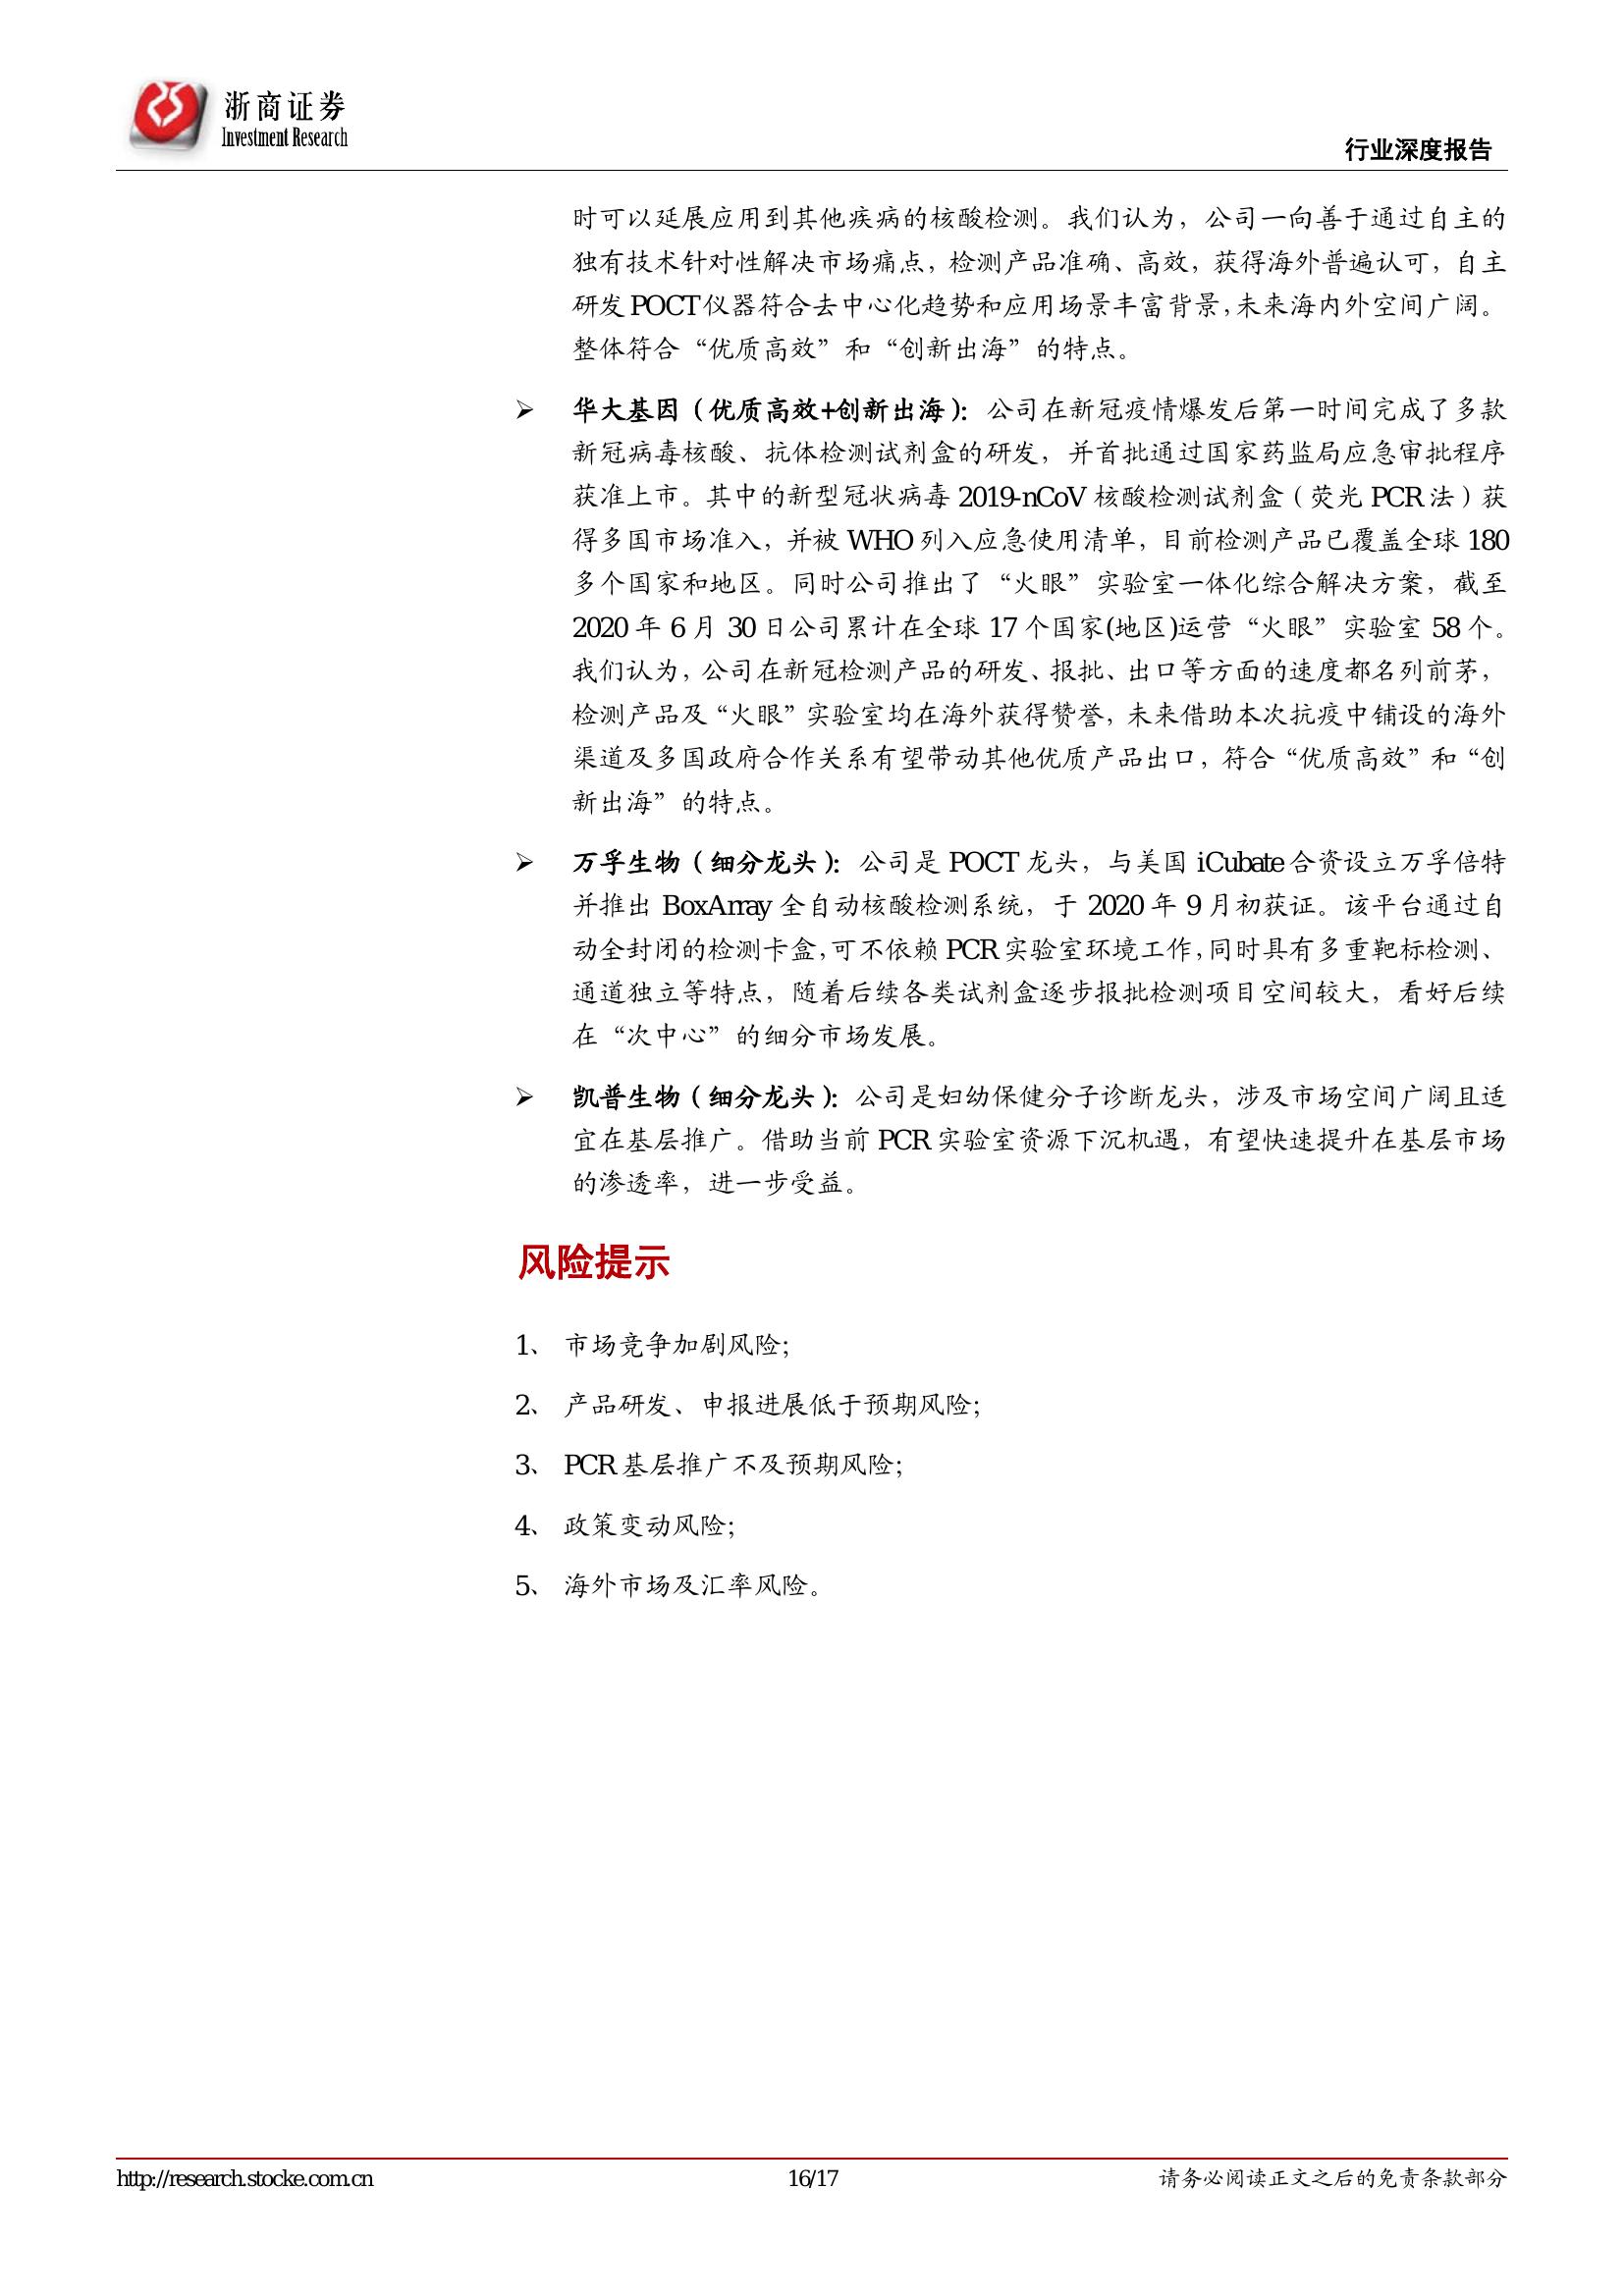 浙商证券
Investment Research
行业深度报告
时可以延展应用到其他疾病的核酸检测。我们认为，公司一向善于通过自主的
独有技术针对性解决市场痛点，检测产品准确、高效，获得海外普遍认可，自主
研发 POCT 仪器符合去中心化趋势和应用场景丰富背景，未来海内外空间广阔。
整体符合“优质高效”和“创新出海”的特点。
➢ 华大基因（优质高效+创新出海）：公司在新冠疫情爆发后第一时间完成了多款
新冠病毒核酸、抗体检测试剂盒的研发，并首批通过国家药监局应急审批程序
获准上市。其中的新型冠状病毒 2019-nCoV 核酸检测试剂盒（荧光 PCR 法）获
得多国市场准入，并被 WHO 列入应急使用清单，目前检测产品已覆盖全球 180
多个国家和地区。同时公司推出了“火眼”实验室一体化综合解决方案，截至
2020 年 6 月 30 日公司累计在全球 17 个国家(地区)运营“火眼”实验室 58 个。
我们认为，公司在新冠检测产品的研发、报批、出口等方面的速度都名列前茅，
检测产品及“火眼”实验室均在海外获得赞誉，未来借助本次抗疫中铺设的海外
渠道及多国政府合作关系有望带动其他优质产品出口，符合“优质高效”和“创
新出海”的特点。
➢ 万孚生物（细分龙头）：公司是 POCT 龙头，与美国 iCubate 合资设立万孚倍特
并推出 BoxArray 全自动核酸检测系统，于 2020 年 9 月初获证。该平台通过自
动全封闭的检测卡盒，可不依赖 PCR 实验室环境工作，同时具有多重靶标检测、
通道独立等特点，随着后续各类试剂盒逐步报批检测项目空间较大，看好后续
在“次中心”的细分市场发展。
➢ 凯普生物（细分龙头）：公司是妇幼保健分子诊断龙头，涉及市场空间广阔且适
宜在基层推广。借助当前 PCR 实验室资源下沉机遇，有望快速提升在基层市场
的渗透率，进一步受益。
风险提示
1、 市场竞争加剧风险；
2、 产品研发、申报进展低于预期风险；
3、 PCR 基层推广不及预期风险；
4、 政策变动风险；
5、 海外市场及汇率风险。
http://research.stocke.com.cn 16/17 请务必阅读正文之后的免责条款部分